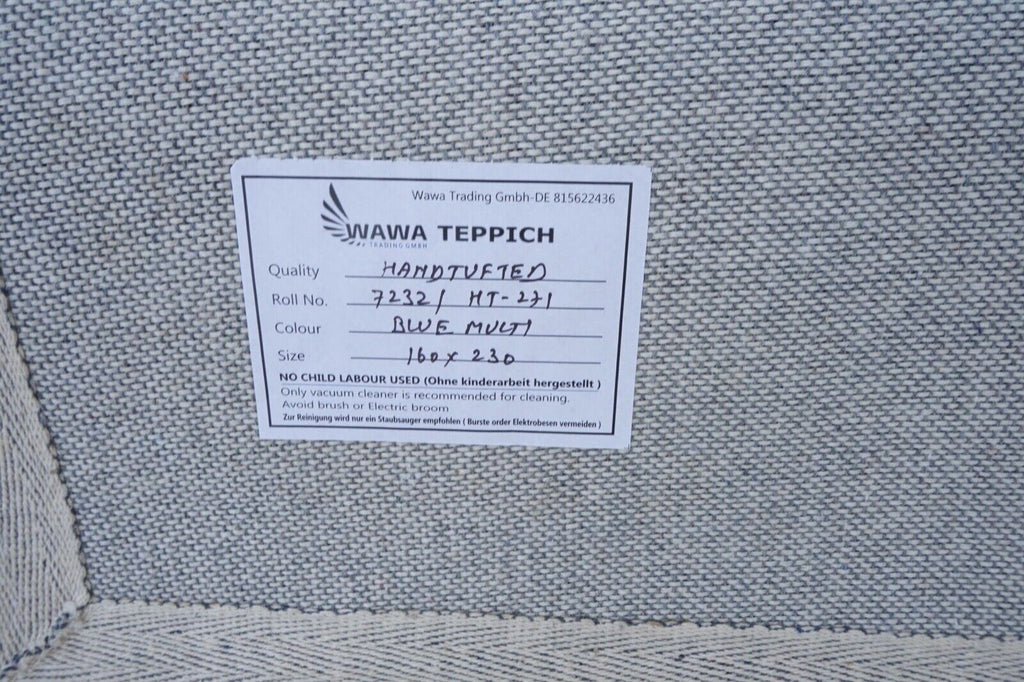 Wawa Trading Gmbh-DE 815622436
WAWA TEPPICH
TRADING GMBH
Quality HANDTUFTED
Roll No. 7232/ HT-271
Colour BLUE MULTI
Size 160 x 230
NO CHILD LABOUR USED (Ohne kinderarbeit hergestellt )
Only vacuum cleaner is recommended for cleaning.
Avoid brush or Electric broom
Zur Reinigung wird nur ein Staubsauger empfohlen ( Burste order Elektrobesen vermeiden )